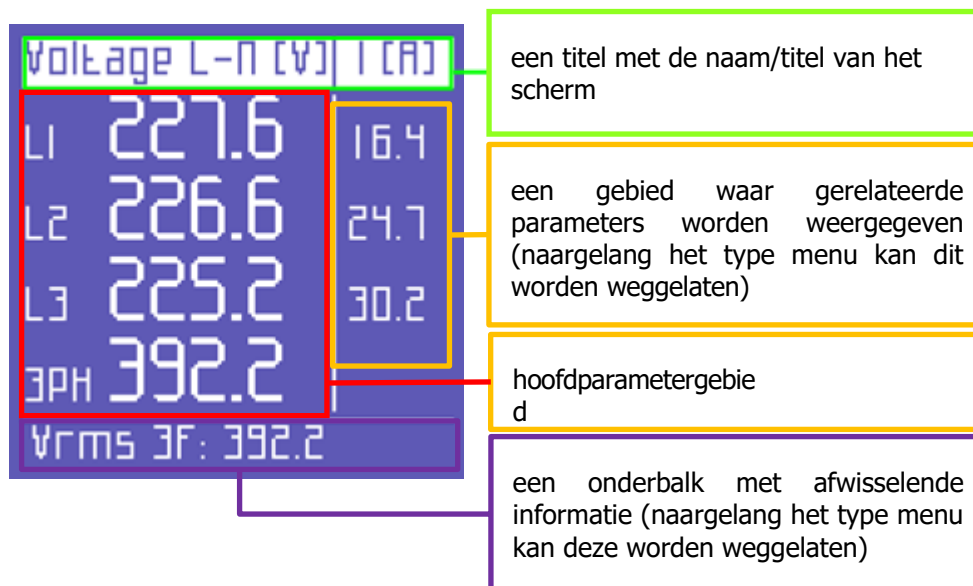 Voltage L-N [V] I [A]
L1 227.6 16.4
L2 226.6 24.7
L3 225.2 30.2
3PH 392.2
Vrms 3F: 392.2
een titel met de naam/titel van het
scherm
een gebied waar gerelateerde
parameters worden weergegeven
(naargelang het type menu kan dit
worden weggelaten)
hoofdparametergebie
d
een onderbalk met afwisselende
informatie (naargelang het type menu
kan deze worden weggelaten)